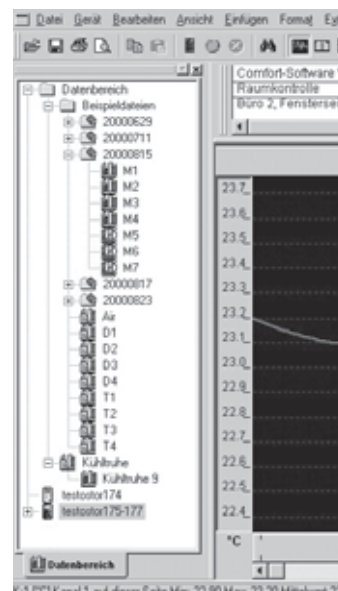 Datei Gerät Bearbeiten Ansicht Einfügen Format
Comfort-Software
Raumkontrolle
Büro 2, Fensterse
Datenbereich
Beispieldateien
20000629
20000711
20000815
M1
M2
M3
M4
M5
M6
M7
20000817
20000823
Air
D1
D2
D3
D4
T1
T2
T3
T4
Kühltruhe
Kühltruhe 9
testostor174
testostor175-177
Datenbereich
23.7
23.6
23.5
23.4
23.3
23.2
23.1
23.0
22.9
22.8
22.7
22.6
22.5
22.4
°C